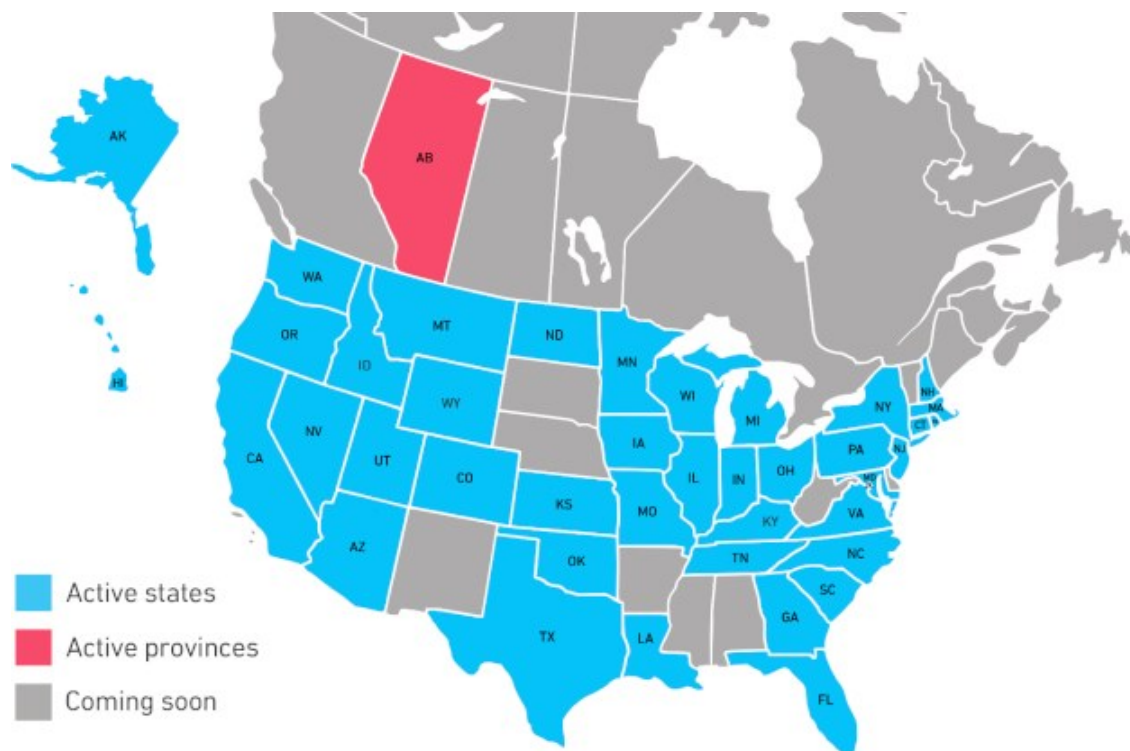 AK
AB
WA
MT
ND
OR
MN
ID
WI
NH
WY
MI
NY
MA
CT
NV
IA
PA
NJ
CA
UT
CO
IL
IN
OH
MD
KS
MO
KY
VA
AZ
OK
TN
NC
SC
GA
TX
LA
FL
HI
Active states
Active provinces
Coming soon